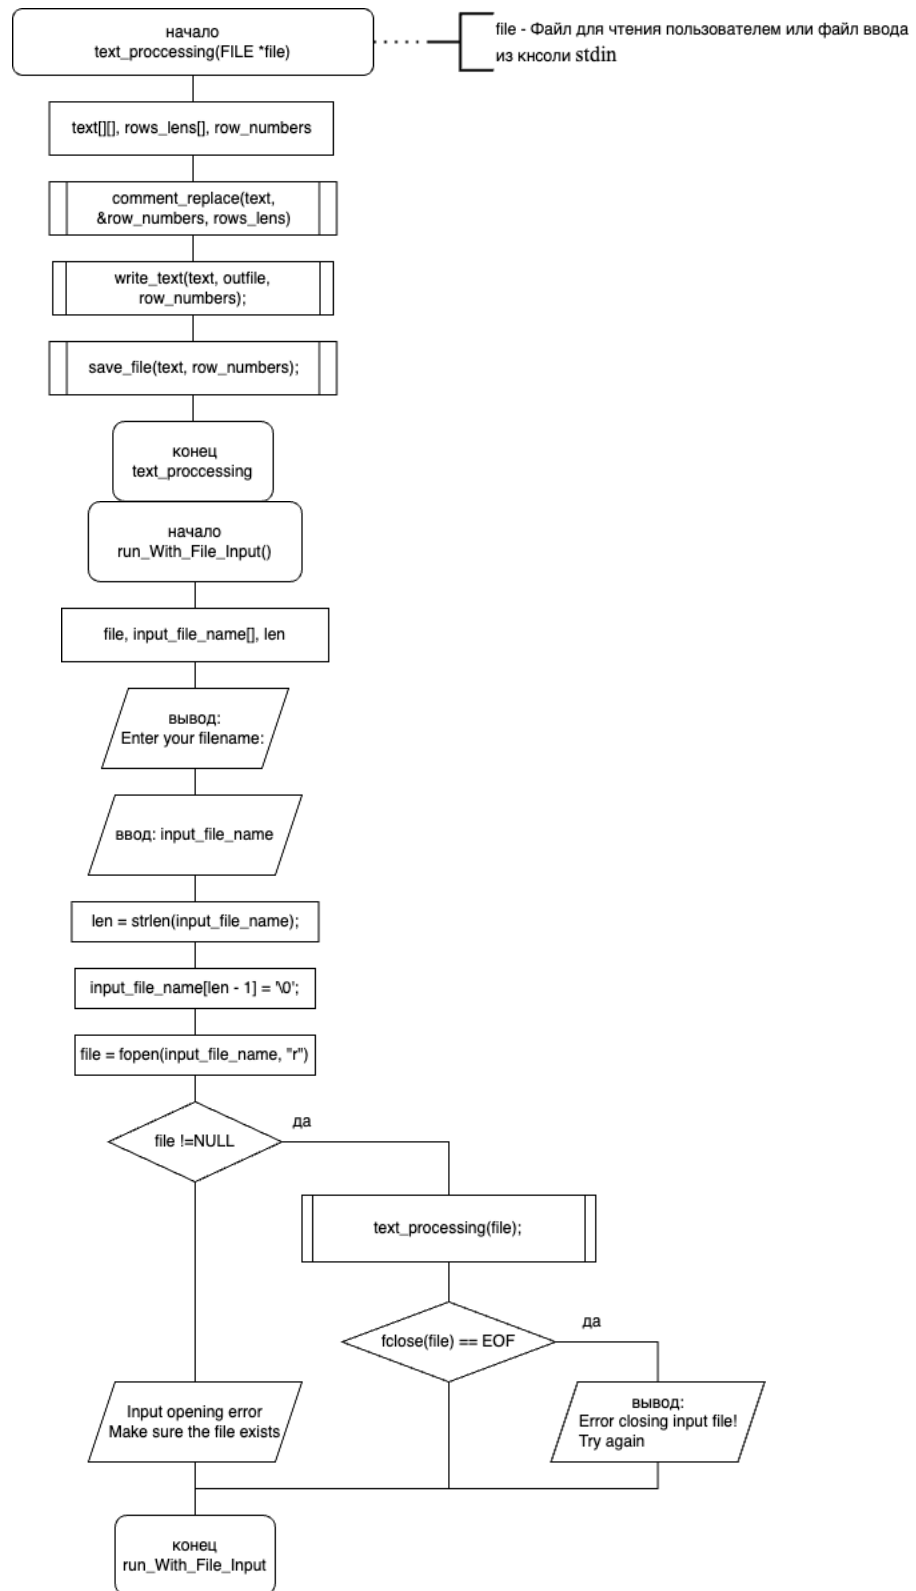 начало
text_proccessing(FILE *file)
file - Файл для чтения пользователем или файл ввода
из кнсоли stdin
text[][], rows_lens[], row_numbers
comment_replace(text,
&row_numbers, rows_lens)
write_text(text, outfile,
row_numbers);
save_file(text, row_numbers);
конец
text_proccessing
начало
run_With_File_Input()
file, input_file_name[], len
вывод:
Enter your filename:
ввод: input_file_name
len = strlen(input_file_name);
input_file_name[len - 1] = '\0';
file = fopen(input_file_name, "r")
file !=NULL
да
text_processing(file);
fclose(file) == EOF
да
Input opening error
Make sure the file exists
вывод:
Error closing input file!
Try again
конец
run_With_File_Input